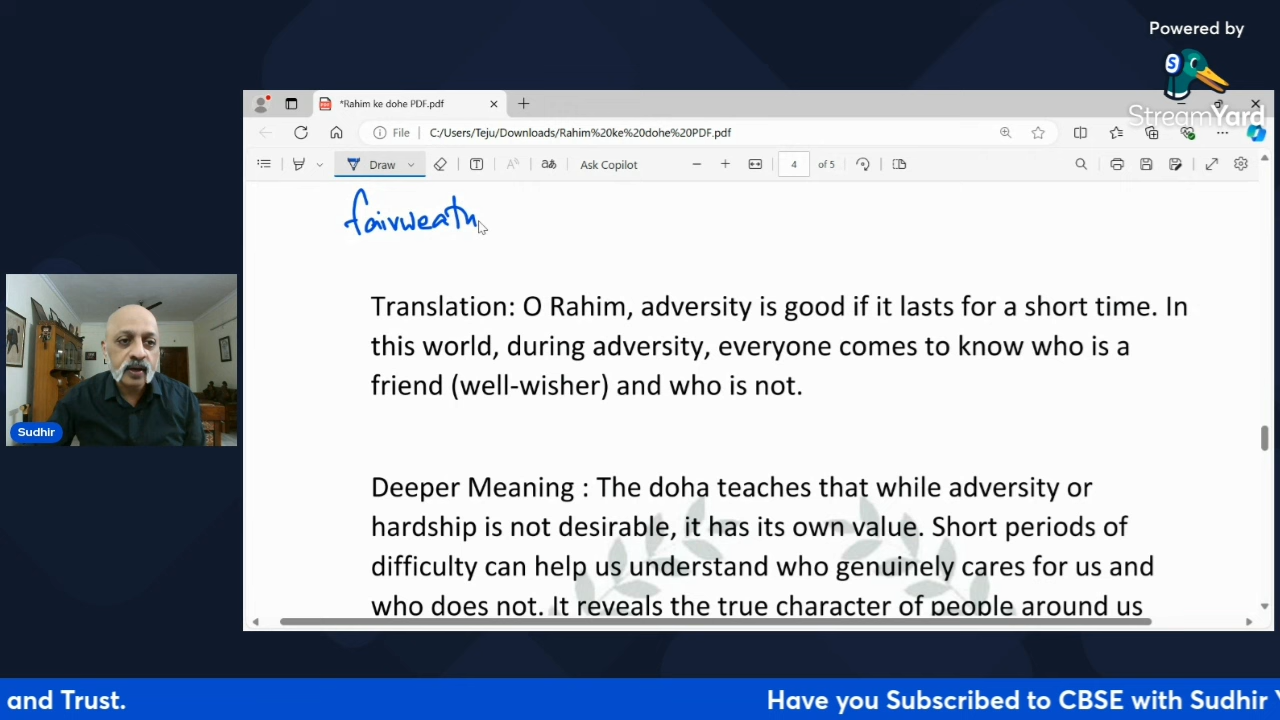 Powered by
S
StreamYard
*Rahim ke dohe PDF.pdf
File
C:/Users/Teju/Downloads/Rahim%20ke%20dohe%20PDF.pdf
Draw
Ask Copilot
4
of 5
fairweath
Translation: O Rahim, adversity is good if it lasts for a short time. In
this world, during adversity, everyone comes to know who is a
friend (well-wisher) and who is not.
Deeper Meaning : The doha teaches that while adversity or
hardship is not desirable, it has its own value. Short periods of
difficulty can help us understand who genuinely cares for us and
who does not. It reveals the true character of people around us
Sudhir
and Trust.
Have you Subscribed to CBSE with Sudhir